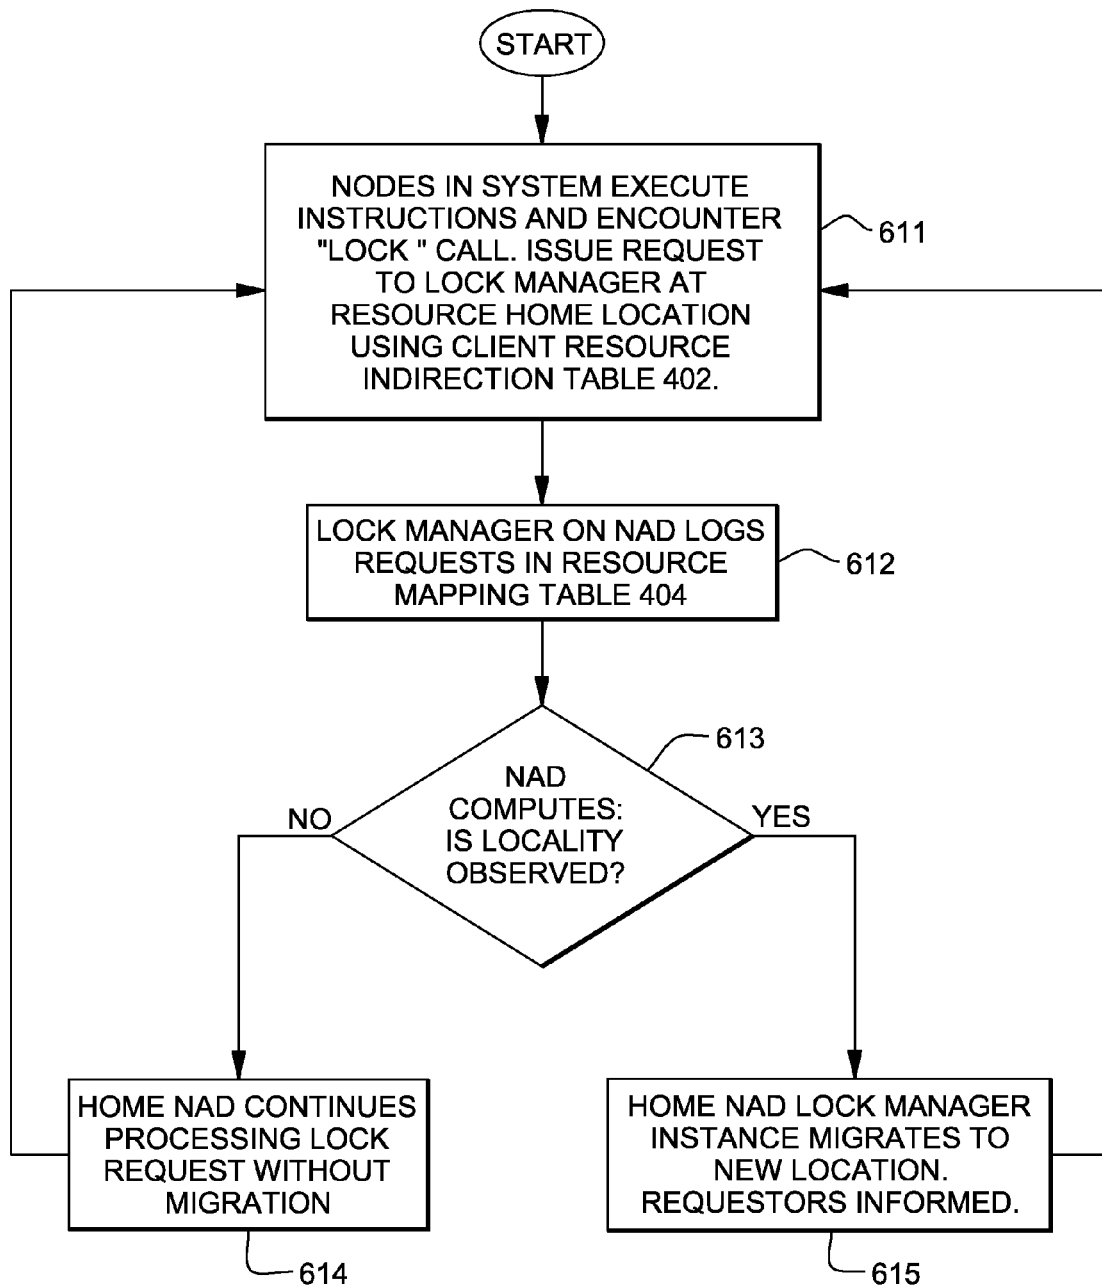 START
NODES IN SYSTEM EXECUTE
INSTRUCTIONS AND ENCOUNTER
"LOCK " CALL. ISSUE REQUEST
TO LOCK MANAGER AT
RESOURCE HOME LOCATION
USING CLIENT RESOURCE
INDIRECTION TABLE 402.
611
LOCK MANAGER ON NAD LOGS
REQUESTS IN RESOURCE
MAPPING TABLE 404
612
613
NAD
COMPUTES:
IS LOCALITY
OBSERVED?
NO
YES
HOME NAD CONTINUES
PROCESSING LOCK
REQUEST WITHOUT
MIGRATION
614
HOME NAD LOCK MANAGER
INSTANCE MIGRATES TO
NEW LOCATION.
REQUESTORS INFORMED.
615